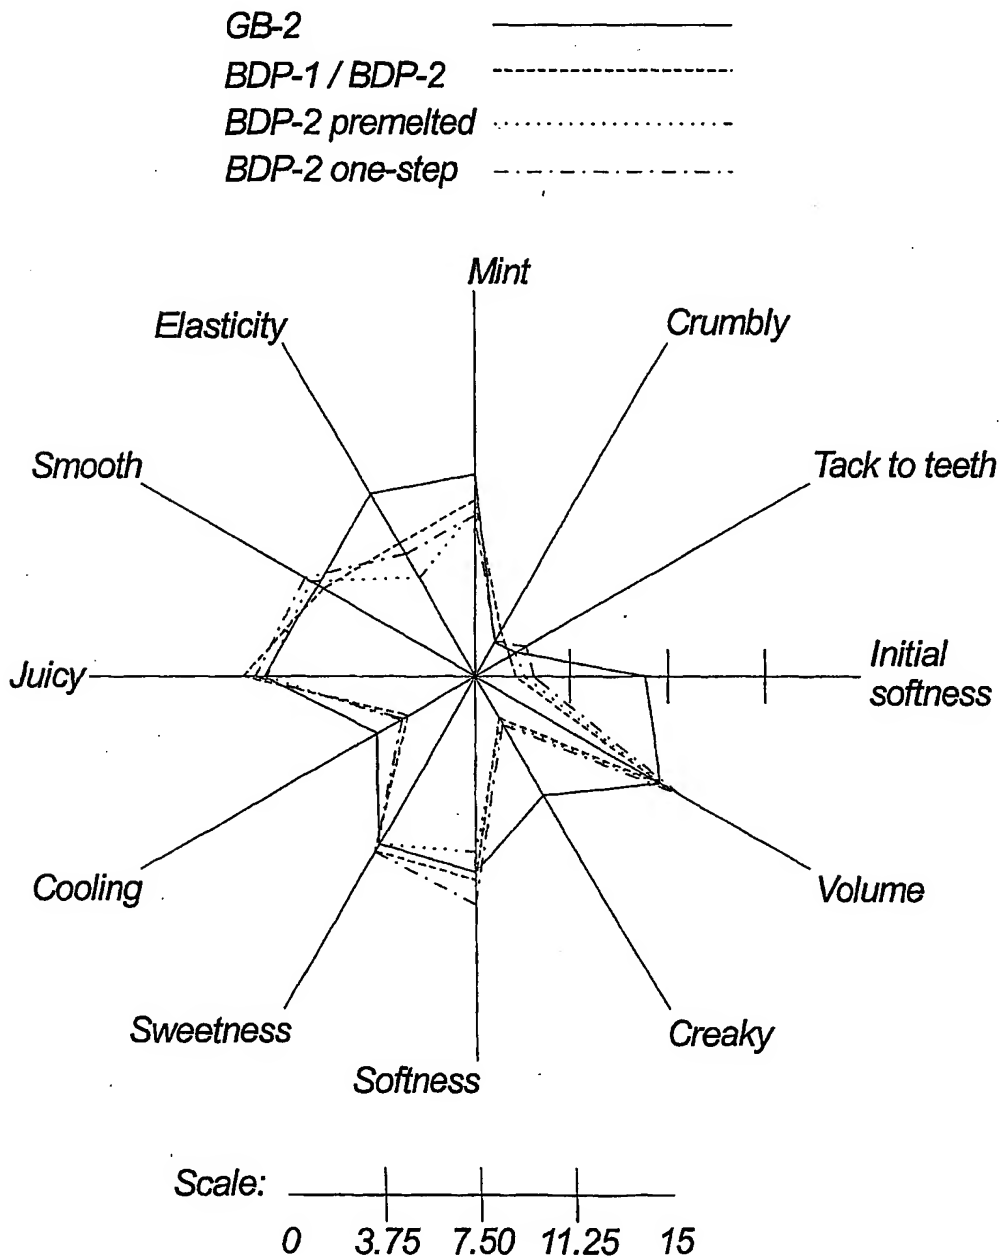 GB-2
BDP-1 / BDP-2
BDP-2 premelted
BDP-2 one-step
Mint
Elasticity
Crumbly
Smooth
Tack to teeth
Juicy
Initial
softness
Cooling
Volume
Sweetness
Creaky
Softness
Scale:
0 3.75 7.50 11.25 15